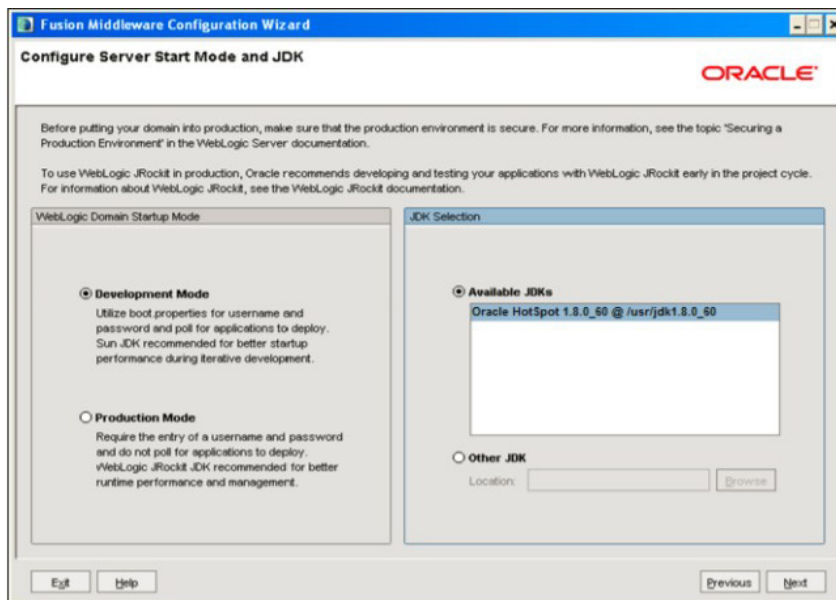 Fusion Middleware Configuration Wizard
Configure Server Start Mode and JDK
ORACLE
Before putting your domain into production, make sure that the production environment is secure. For more information, see the topic 'Securing a
Production Environment' in the WebLogic Server documentation.
To use WebLogic JRockit in production, Oracle recommends developing and testing your applications with WebLogic JRockit early in the project cycle.
For information about WebLogic JRockit, see the WebLogic JRockit documentation.
WebLogic Domain Startup Mode
Development Mode
Utilize boot.properties for username and
password and poll for applications to deploy.
Sun JDK recommended for better startup
performance during iterative development.
Production Mode
Require the entry of a username and password
and do not poll for applications to deploy.
WebLogic JRockit JDK recommended for better
runtime performance and management.
JDK Selection
Available JDKs
Oracle HotSpot 1.8.0_60 @ /usr/jdk1.8.0_60
Other JDK
Location:
Browse
Exit
Help
Previous
Next